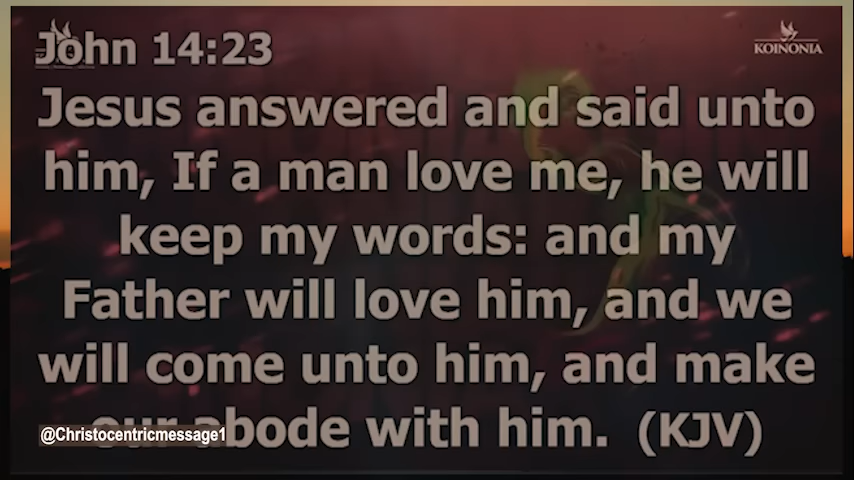 John 14:23
KOINONIA
Jesus answered and said unto
him, If a man love me, he will
keep my words: and my
Father will love him, and we
will come unto him, and make
our abode with him. (KJV)
@Christocentricmessage1